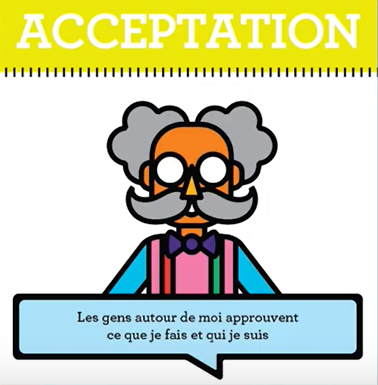 ACCEPTATION
Les gens autour de moi approuvent
ce que je fais et qui je suis